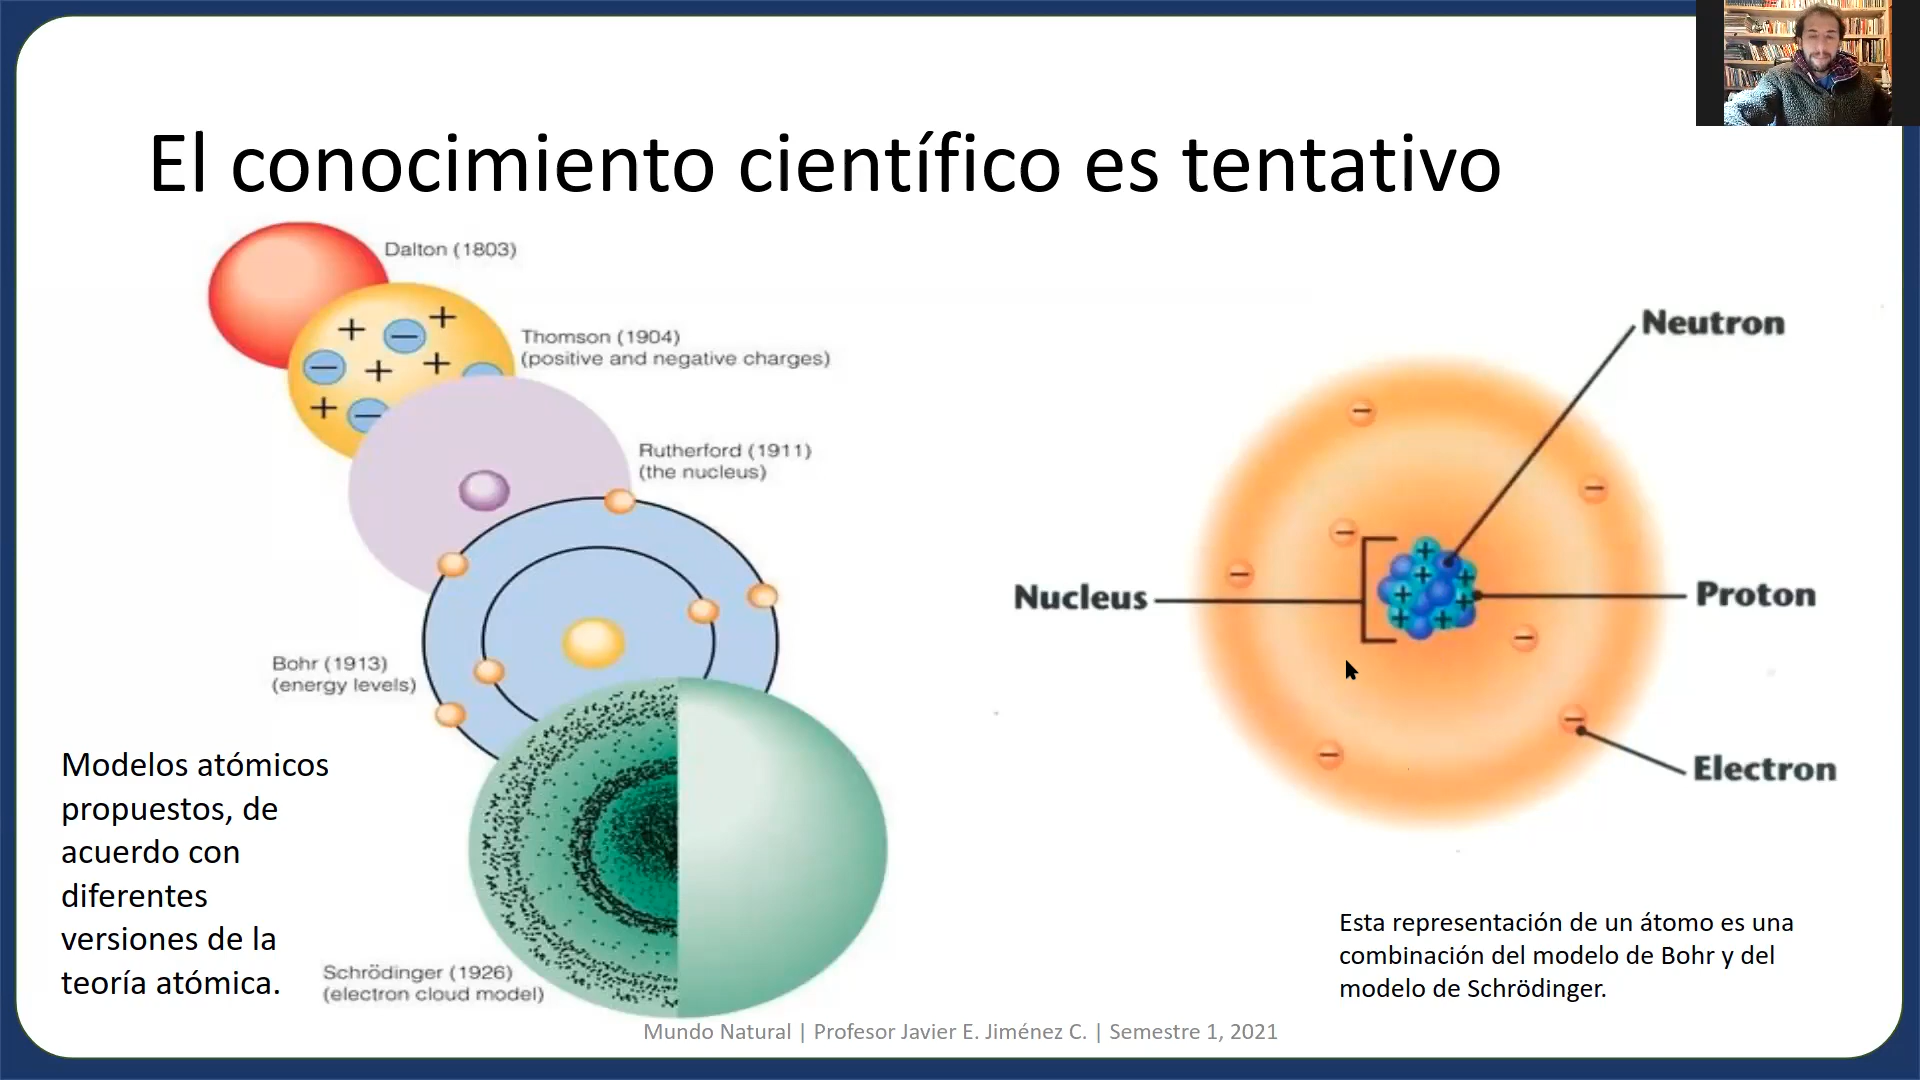 El conocimiento científico es tentativo
Dalton (1803)
Thomson (1904)
(positive and negative charges)
Rutherford (1911)
(the nucleus)
Bohr (1913)
(energy levels)
Schrödinger (1926)
(electron cloud model)
Modelos atómicos
propuestos, de
acuerdo con
diferentes
versiones de la
teoría atómica.
Neutron
Nucleus
Proton
Electron
Esta representación de un átomo es una
combinación del modelo de Bohr y del
modelo de Schrödinger.
Mundo Natural | Profesor Javier E. Jiménez C. | Semestre 1, 2021